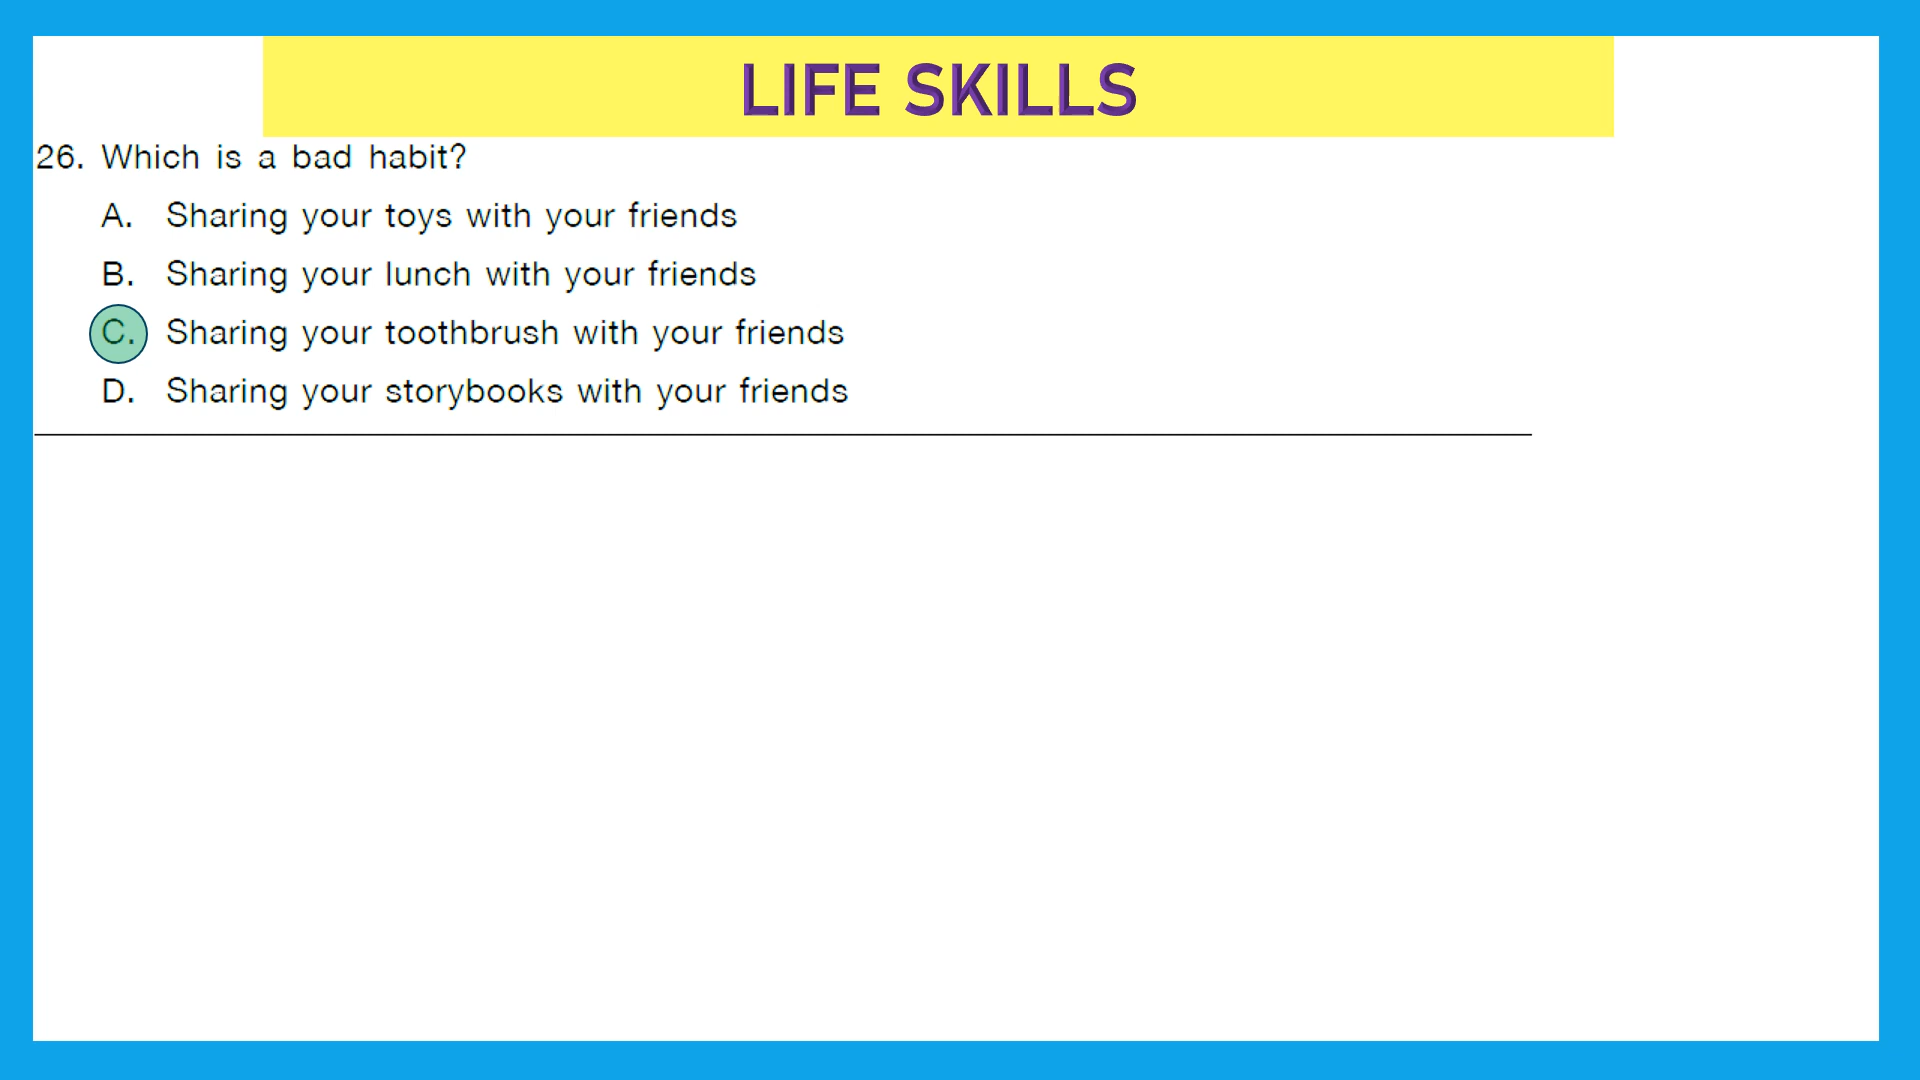 LIFE SKILLS
26. Which is a bad habit?
A. Sharing your toys with your friends
B. Sharing your lunch with your friends
C. Sharing your toothbrush with your friends
D. Sharing your storybooks with your friends